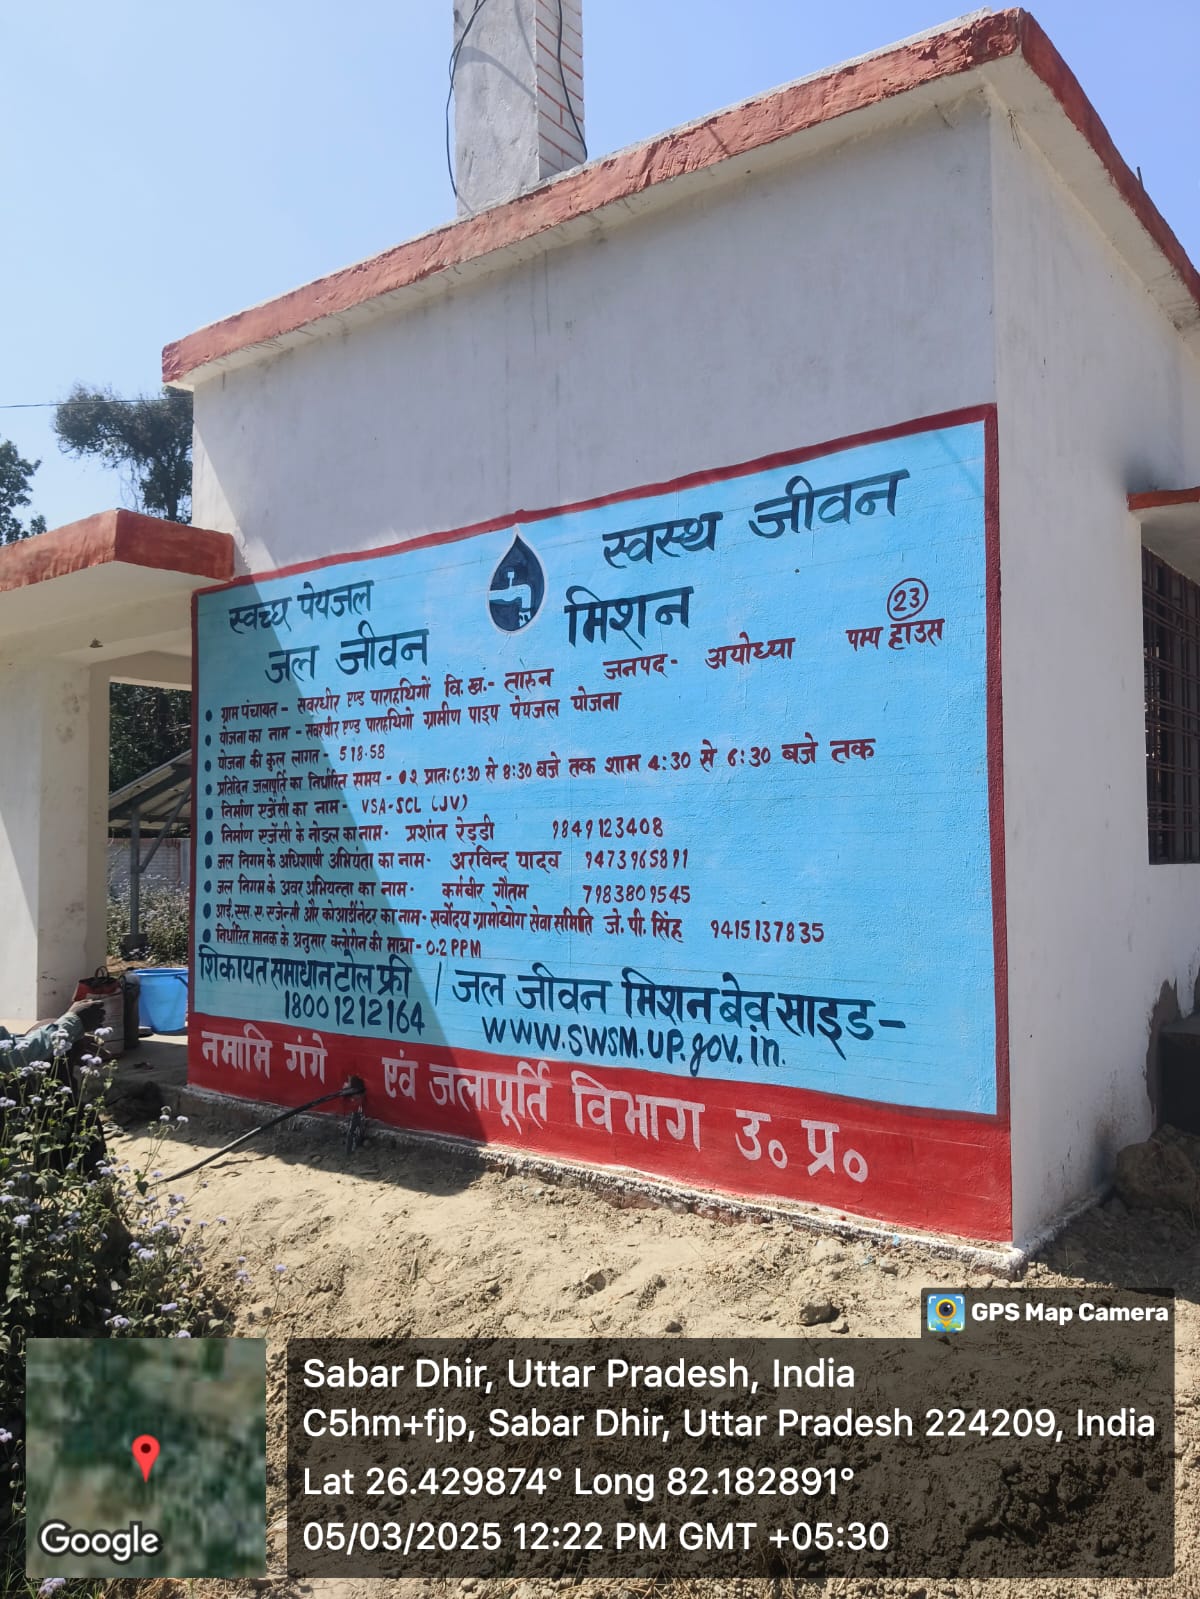 स्वच्छ पेयजल स्वस्थ जीवन
जल जीवन मिशन
पम्प हाउस 23
ग्राम पंचायत - सवरधीर एण्ड पाराहथिगों वि.ख.- तारुन जनपद- अयोध्या
योजना का नाम - सवरधीर एण्ड पाराहथिगो ग्रामीण पाइप पेयजल योजना
योजना की कुल लागत - 518.58
प्रतिदिन जलापूर्ति का निर्धारित समय - 02 प्रातः 6:30 से 8:30 बजे तक शाम 4:30 से 6:30 बजे तक
निर्माण एजेंसी का नाम - VSA-SCL (JV)
निर्माण एजेंसी के नोडल का नाम- प्रशांत रेड्डी 9849123408
जल निगम के अधिशाषी अभियंता का नाम- अरविन्द यादव 9473965891
जल निगम के अवर अभियन्ता का नाम- कर्मवीर गौतम 7983809545
आई.एस.ए. एजेन्सी और कोआर्डीनेटर का नाम- सर्वोदय ग्रामोद्योग सेवा समिति जे. पी. सिंह 9415137835
निर्धारित मानक के अनुसार क्लोरीन की मात्रा - 0.2 PPM
शिकायत समाधान टोल फ्री / जल जीवन मिशन बेवसाइड-
18001212164 www.swsm.up.gov.in.
नमामि गंगे एंव जलापूर्ति विभाग उ॰ प्र॰
GPS Map Camera
Sabar Dhir, Uttar Pradesh, India
C5hm+fjp, Sabar Dhir, Uttar Pradesh 224209, India
Lat 26.429874° Long 82.182891°
05/03/2025 12:22 PM GMT +05:30
Google